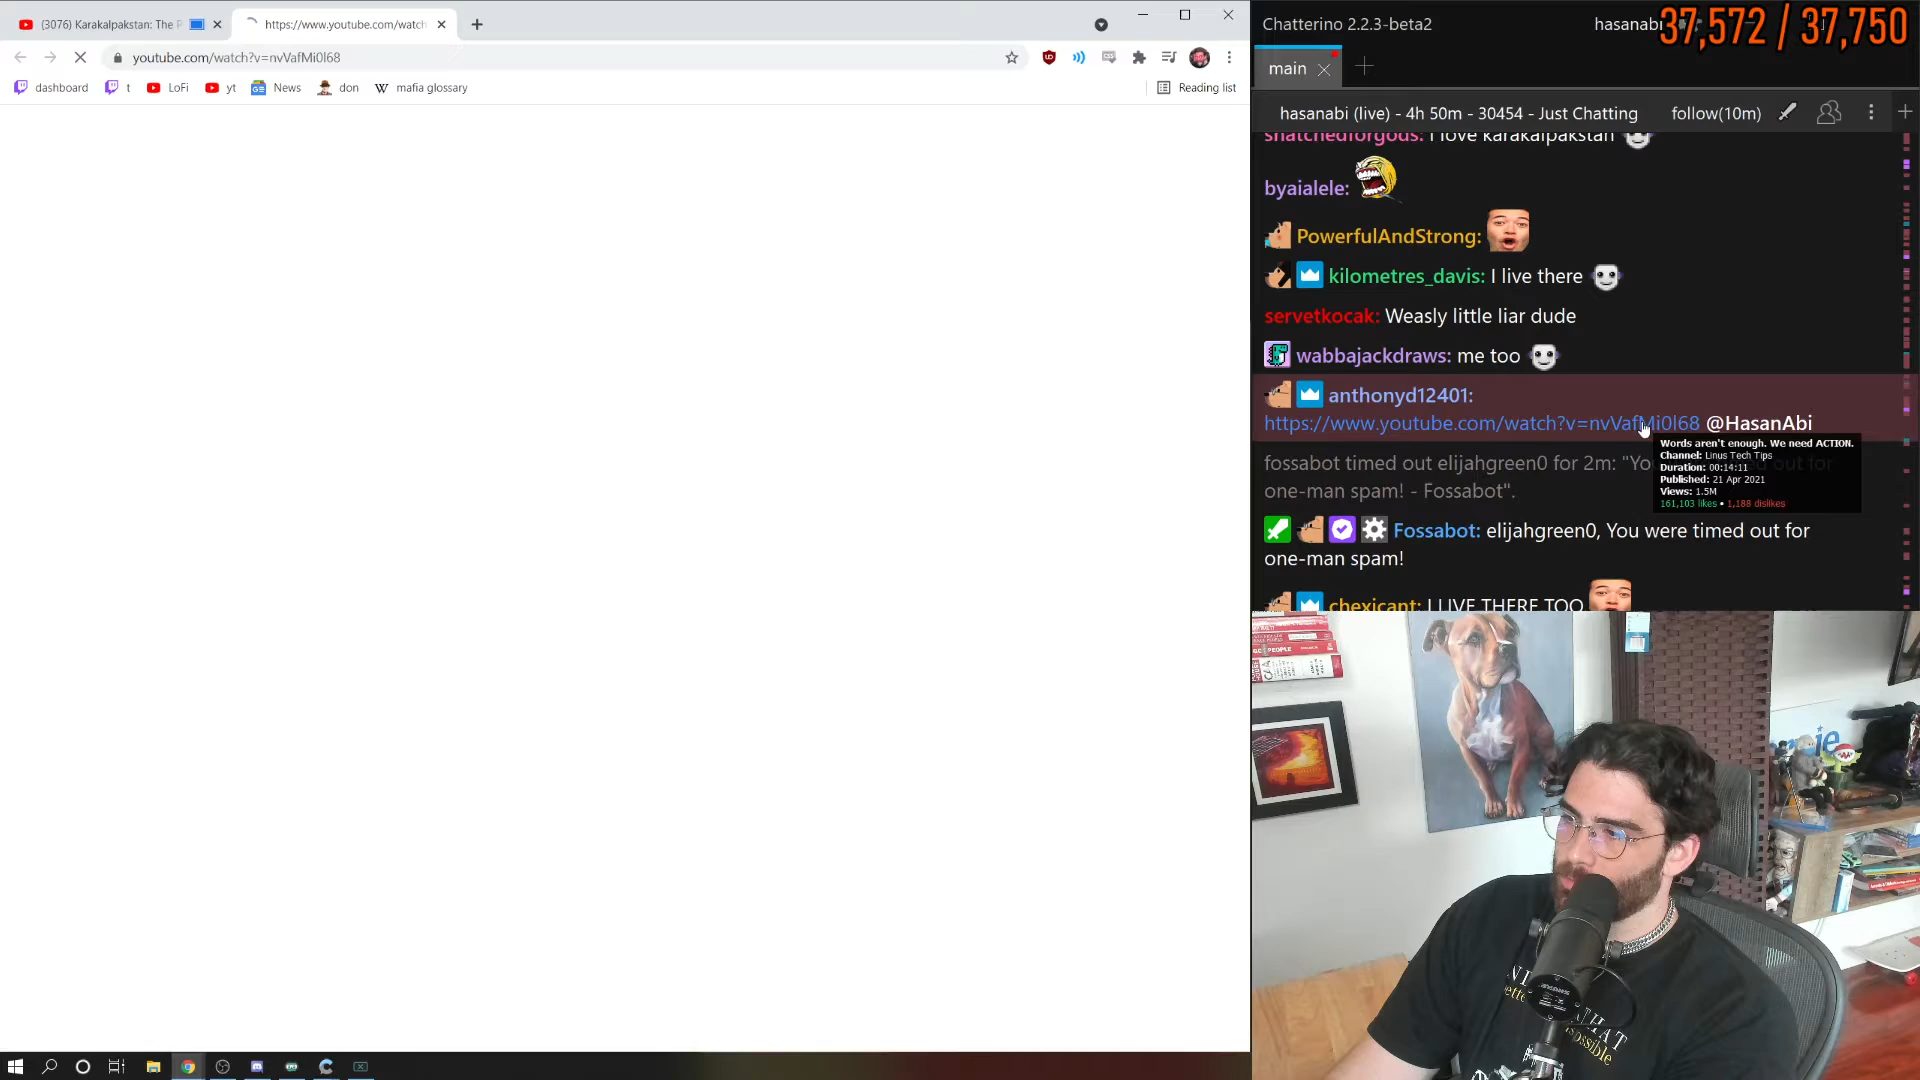 (3076) Karakalpakstan: The P
https://www.youtube.com/watch
youtube.com/watch?v=nvVafMi0l68
dashboard
t
LoFi
yt
News
don
mafia glossary
Reading list
Chatterino 2.2.3-beta2
hasanabi
37,572 / 37,750
main
hasanabi (live) - 4h 50m - 30454 - Just Chatting
follow(10m)
snatchedforgods: I love karakalpakstan
byaialele:
PowerfulAndStrong:
kilometres_davis: I live there
servetkocak: Weasly little liar dude
wabbajackdraws: me too
anthonyd12401:
https://www.youtube.com/watch?v=nvVafMi0l68 @HasanAbi
Words aren't enough. We need ACTION.
Channel: Linus Tech Tips
Duration: 00:14:11
Published: 21 Apr 2021
Views: 1.5M
161,103 likes • 1,188 dislikes
fossabot timed out elijahgreen0 for 2m: "Yo out for
one-man spam! - Fossabot".
Fossabot: elijahgreen0, You were timed out for
one-man spam!
chexicant: I LIVE THERE TOO
PEOPLE